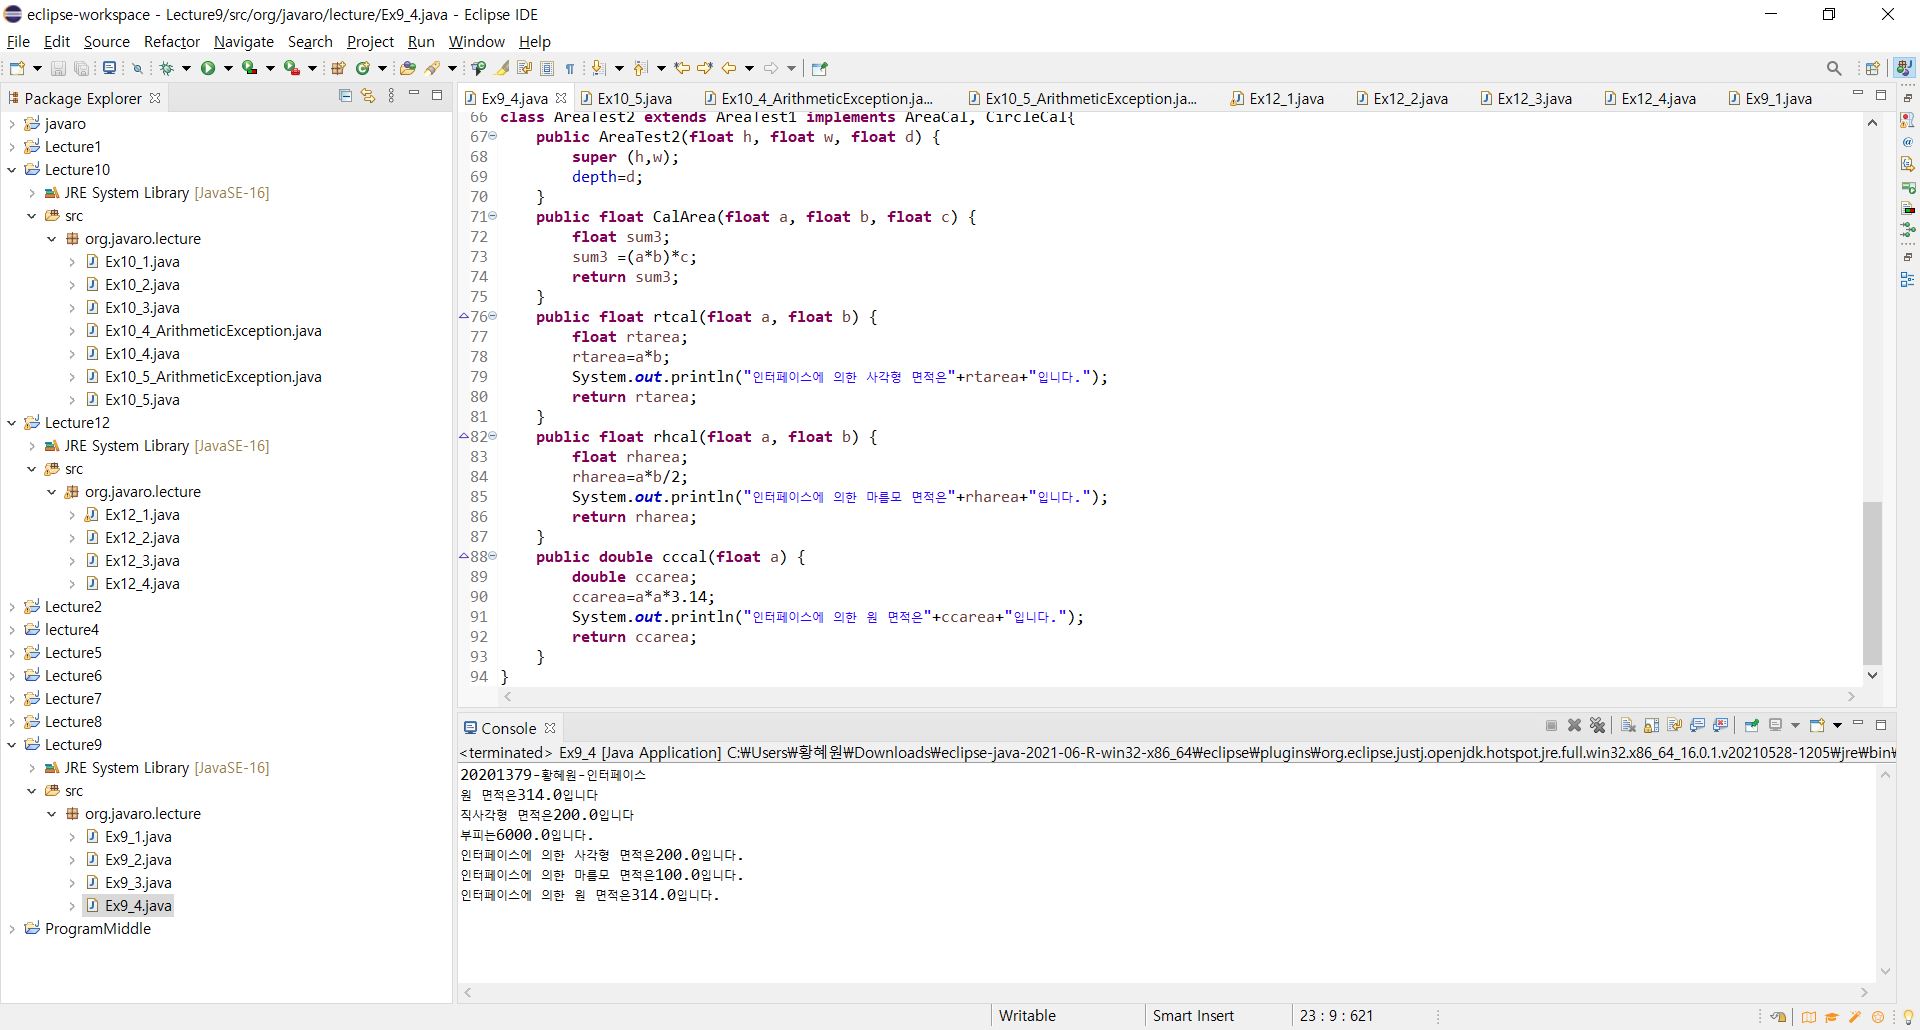 eclipse-workspace - Lecture9/src/org/javaro/lecture/Ex9_4.java - Eclipse IDE
File Edit Source Refactor Navigate Search Project Run Window Help
Package Explorer
javaro
Lecture1
Lecture10
JRE System Library [JavaSE-16]
src
org.javaro.lecture
Ex10_1.java
Ex10_2.java
Ex10_3.java
Ex10_4_ArithmeticException.java
Ex10_4.java
Ex10_5_ArithmeticException.java
Ex10_5.java
Lecture12
JRE System Library [JavaSE-16]
src
org.javaro.lecture
Ex12_1.java
Ex12_2.java
Ex12_3.java
Ex12_4.java
Lecture2
lecture4
Lecture5
Lecture6
Lecture7
Lecture8
Lecture9
JRE System Library [JavaSE-16]
src
org.javaro.lecture
Ex9_1.java
Ex9_2.java
Ex9_3.java
Ex9_4.java
ProgramMiddle
Ex9_4.java Ex10_5.java Ex10_4_ArithmeticException.ja... Ex10_5_ArithmeticException.ja... Ex12_1.java Ex12_2.java Ex12_3.java Ex12_4.java Ex9_1.java
66 class AreaTest2 extends AreaTest1 implements AreaCal, CircleCal{
67 public AreaTest2(float h, float w, float d) {
68 super (h,w);
69 depth=d;
70 }
71 public float CalArea(float a, float b, float c) {
72 float sum3;
73 sum3 =(a*b)*c;
74 return sum3;
75 }
76 public float rtcal(float a, float b) {
77 float rtarea;
78 rtarea=a*b;
79 System.out.println("인터페이스에 의한 사각형 면적은"+rtarea+"입니다.");
80 return rtarea;
81 }
82 public float rhcal(float a, float b) {
83 float rharea;
84 rharea=a*b/2;
85 System.out.println("인터페이스에 의한 마름모 면적은"+rharea+"입니다.");
86 return rharea;
87 }
88 public double cccal(float a) {
89 double ccarea;
90 ccarea=a*a*3.14;
91 System.out.println("인터페이스에 의한 원 면적은"+ccarea+"입니다.");
92 return ccarea;
93 }
94 }
Console
<terminated> Ex9_4 [Java Application] C:₩Users₩황혜원₩Downloads₩eclipse-java-2021-06-R-win32-x86_64₩eclipse₩plugins₩org.eclipse.justj.openjdk.hotspot.jre.full.win32.x86_64_16.0.1.v20210528-1205₩jre₩bin₩
20201379-황혜원-인터페이스
원 면적은314.0입니다
직사각형 면적은200.0입니다
부피는6000.0입니다.
인터페이스에 의한 사각형 면적은200.0입니다.
인터페이스에 의한 마름모 면적은100.0입니다.
인터페이스에 의한 원 면적은314.0입니다.
Writable Smart Insert 23 : 9 : 621